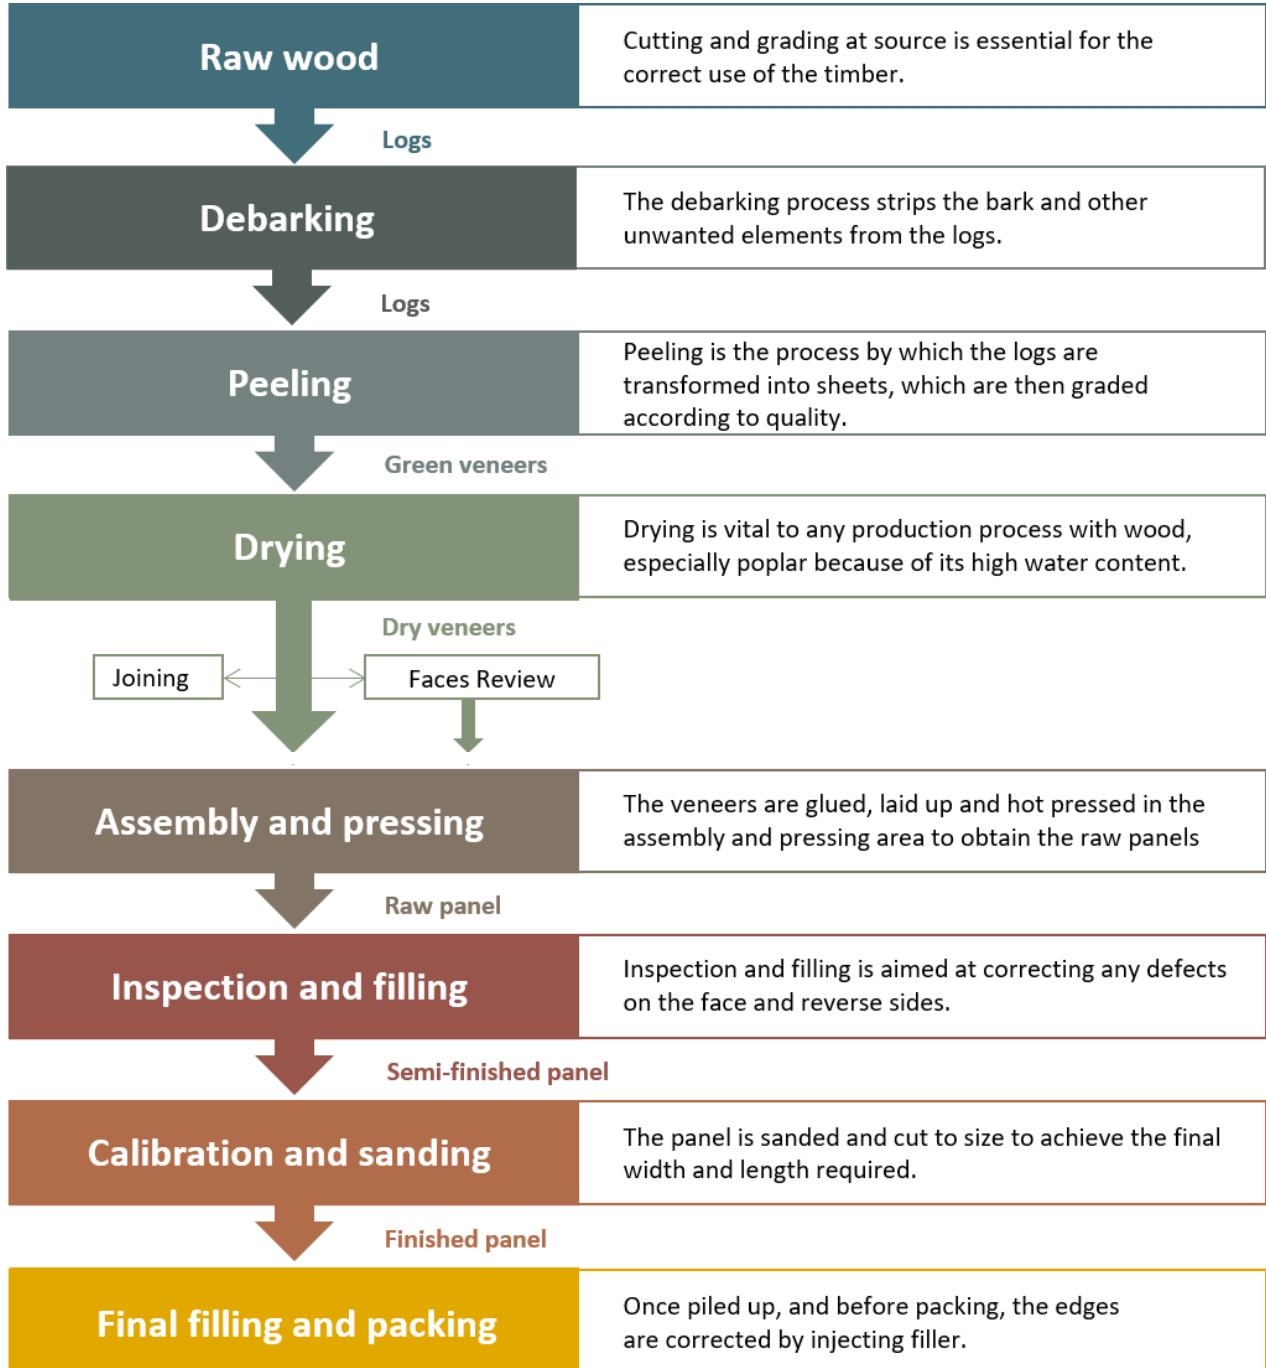 Raw wood
Cutting and grading at source is essential for the
correct use of the timber.
Logs
Debarking
The debarking process strips the bark and other
unwanted elements from the logs.
Logs
Peeling
Peeling is the process by which the logs are
transformed into sheets, which are then graded
according to quality.
Green veneers
Drying
Drying is vital to any production process with wood,
especially poplar because of its high water content.
Dry veneers
Joining
Faces Review
Assembly and pressing
The veneers are glued, laid up and hot pressed in the
assembly and pressing area to obtain the raw panels
Raw panel
Inspection and filling
Inspection and filling is aimed at correcting any defects
on the face and reverse sides.
Semi-finished panel
Calibration and sanding
The panel is sanded and cut to size to achieve the final
width and length required.
Finished panel
Final filling and packing
Once piled up, and before packing, the edges
are corrected by injecting filler.